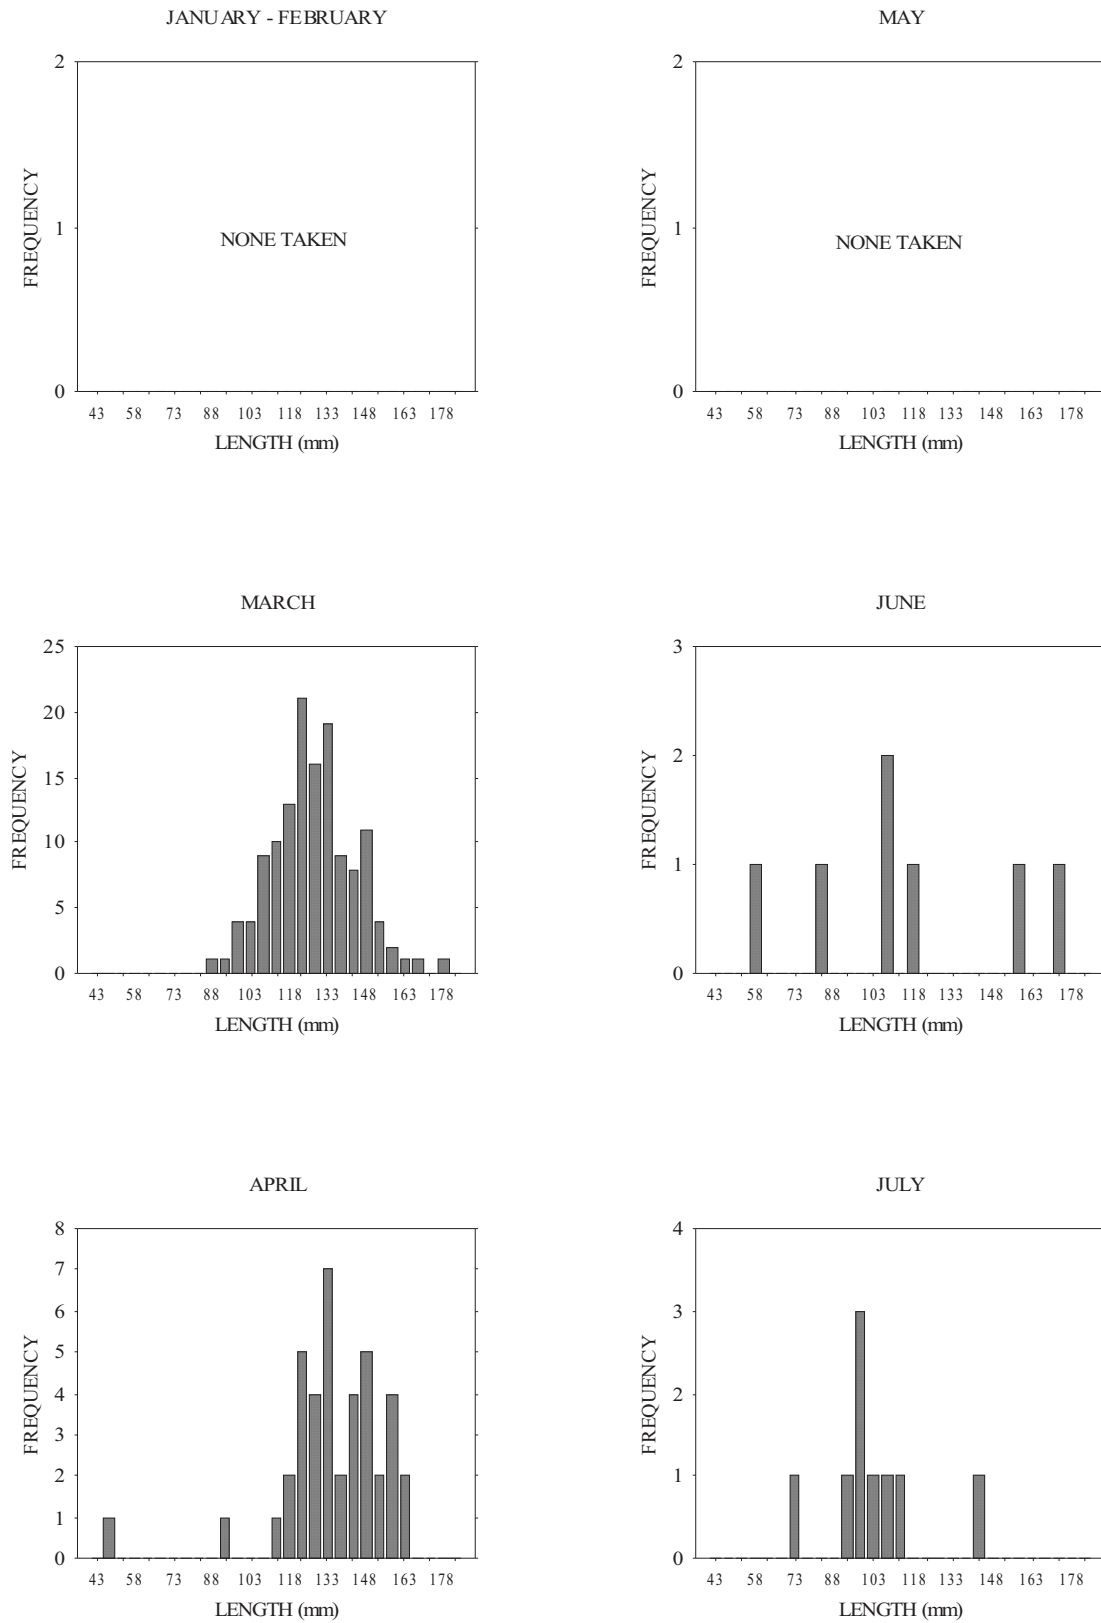 JANUARY - FEBRUARY
2
1
0
FREQUENCY
NONE TAKEN
43 58 73 88 103 118 133 148 163 178
LENGTH (mm)
MAY
2
1
0
FREQUENCY
NONE TAKEN
43 58 73 88 103 118 133 148 163 178
LENGTH (mm)
MARCH
25
20
15
10
5
0
FREQUENCY
43 58 73 88 103 118 133 148 163 178
LENGTH (mm)
JUNE
3
2
1
0
FREQUENCY
43 58 73 88 103 118 133 148 163 178
LENGTH (mm)
APRIL
8
7
6
5
4
3
2
1
0
FREQUENCY
43 58 73 88 103 118 133 148 163 178
LENGTH (mm)
JULY
4
3
2
1
0
FREQUENCY
43 58 73 88 103 118 133 148 163 178
LENGTH (mm)